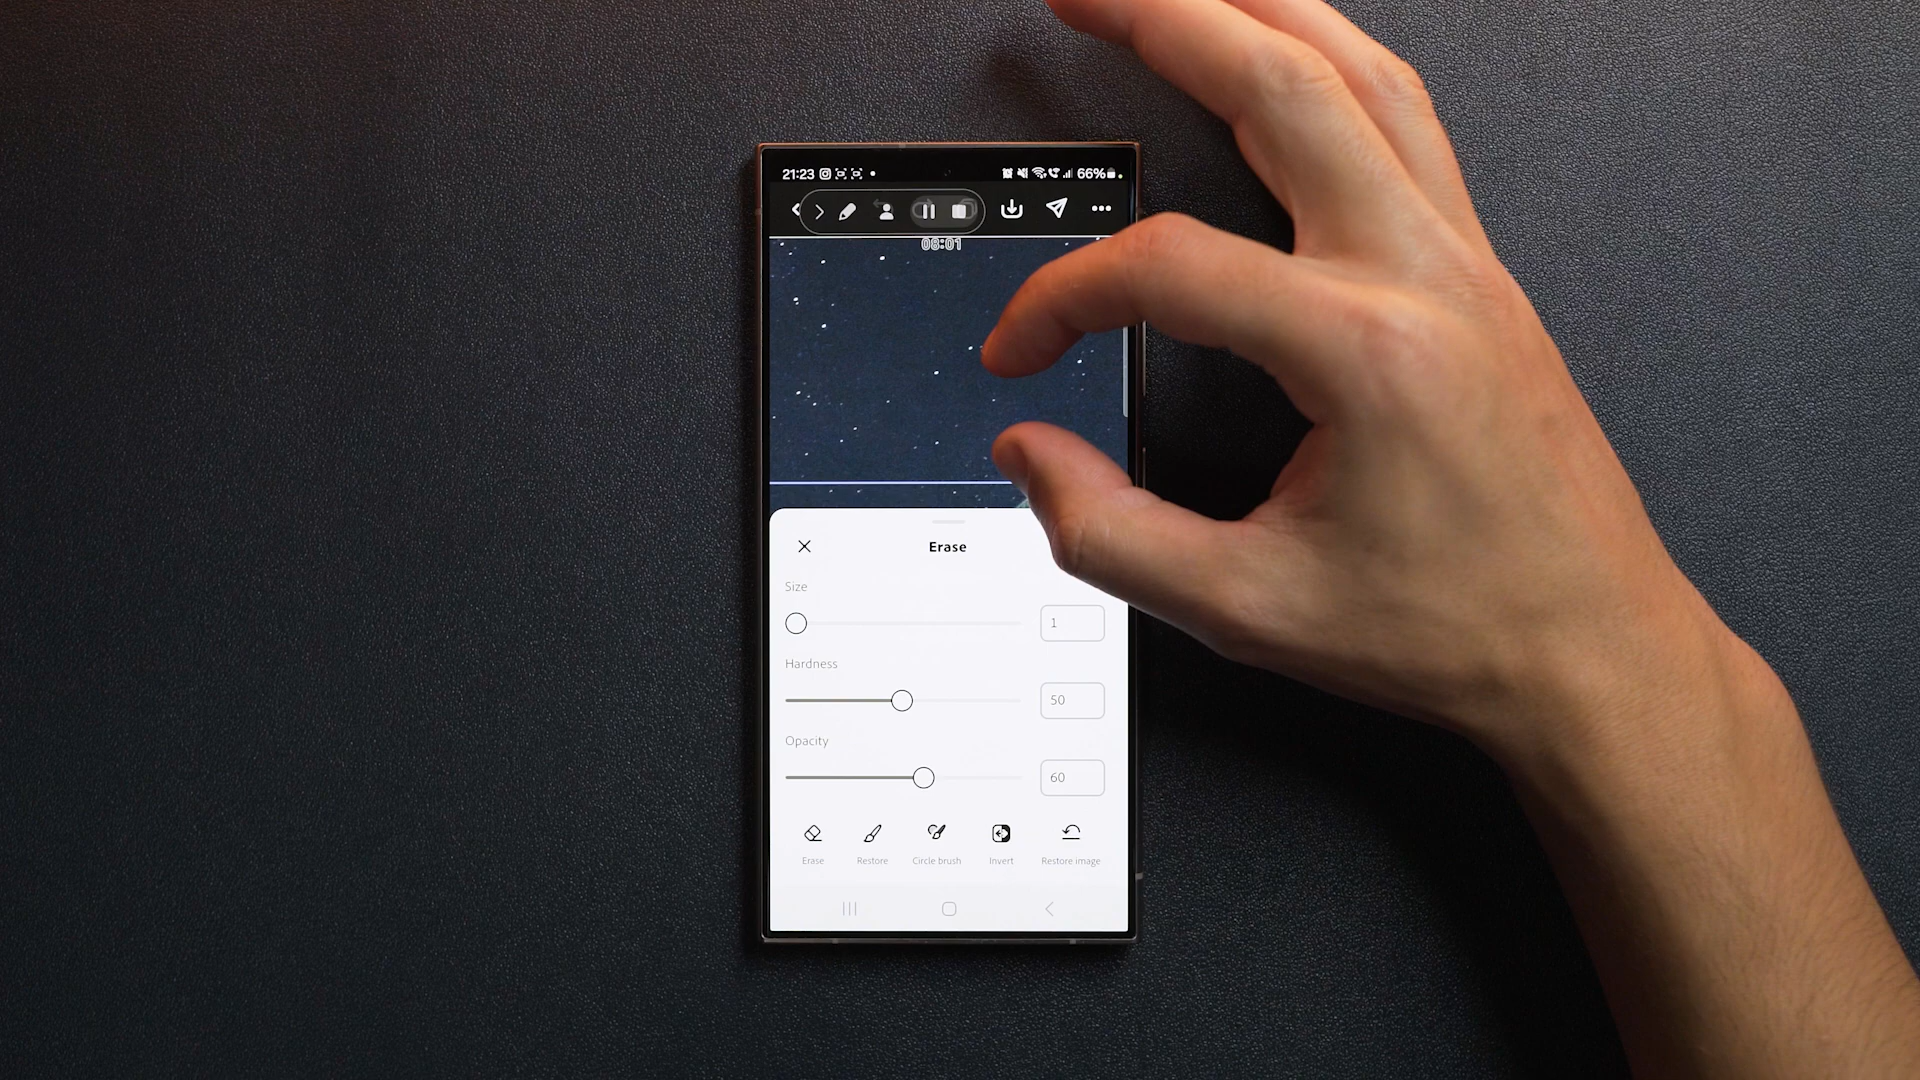 21:23 66%
08:01
Erase
Size
1
Hardness
50
Opacity
60
Erase Restore Circle brush Invert Restore image